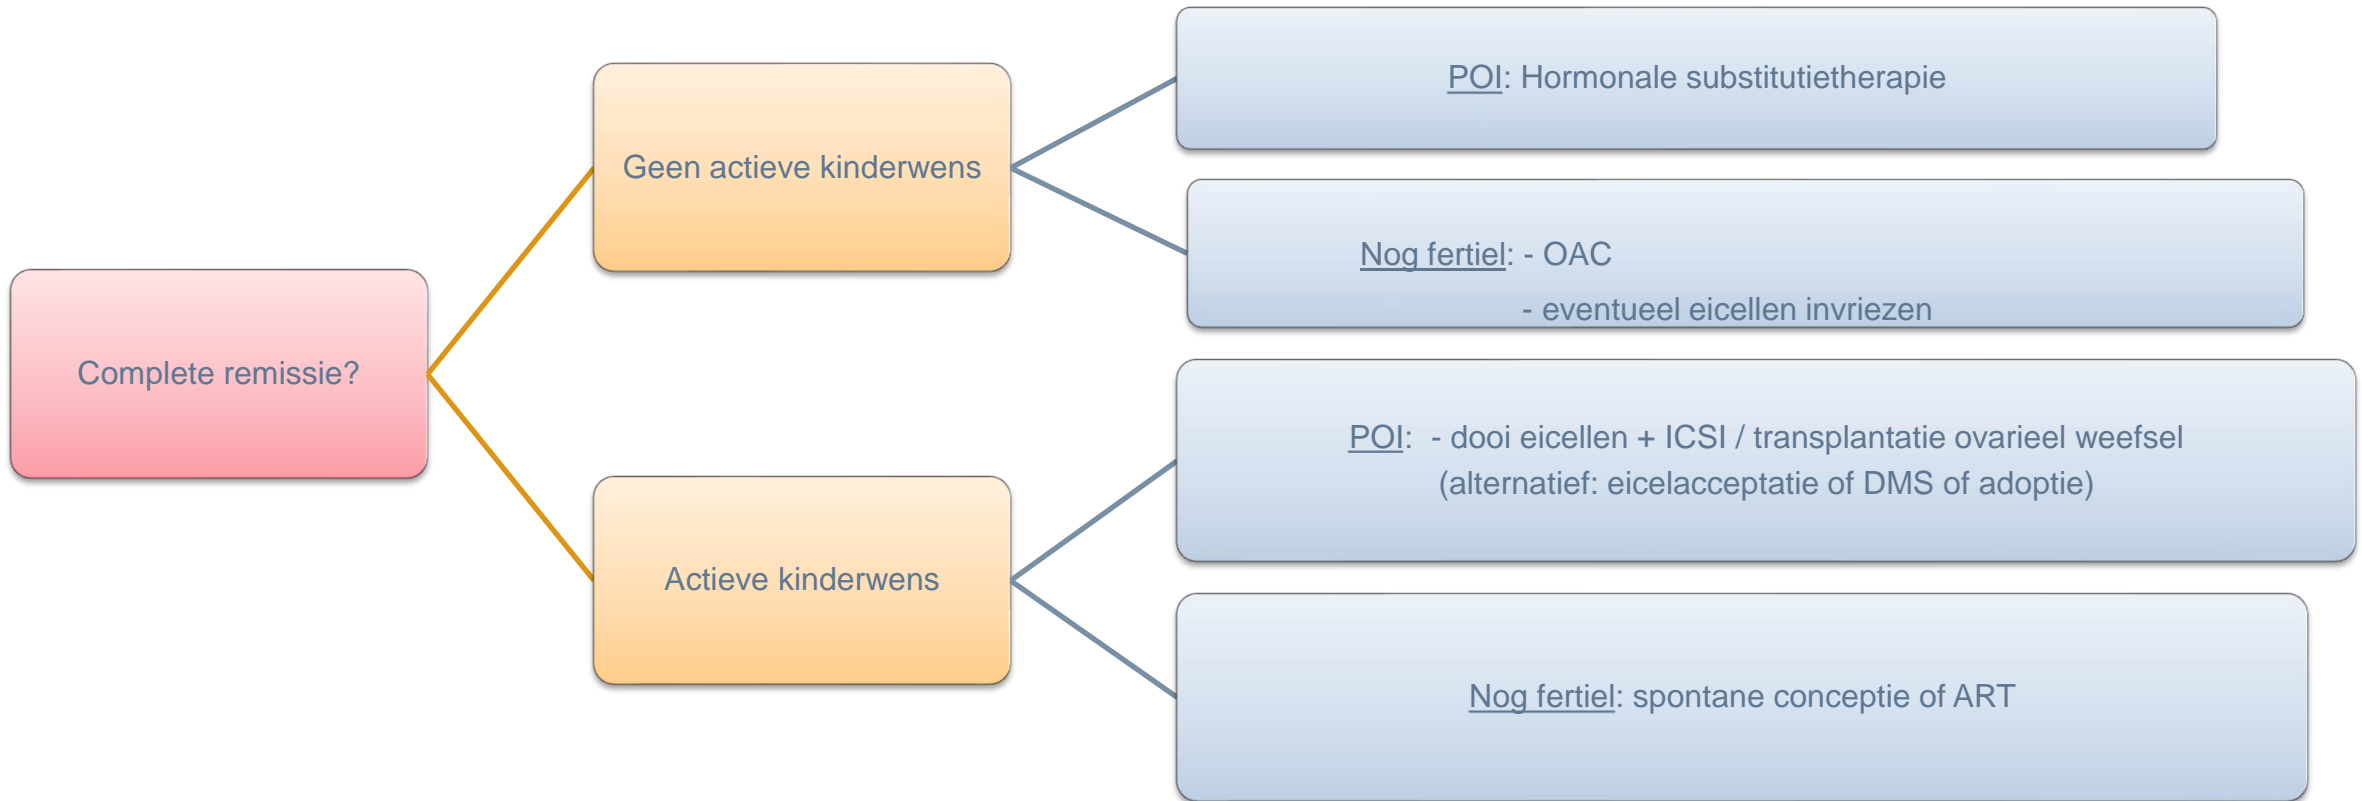 POI: Hormonale substitutietherapie
Geen actieve kinderwens
Nog fertiel: - OAC
- eventueel eicellen invriezen
Complete remissie?
POI: - dooi eicellen + ICSI / transplantatie ovarieel weefsel
(alternatief: eicelacceptatie of DMS of adoptie)
Actieve kinderwens
Nog fertiel: spontane conceptie of ART